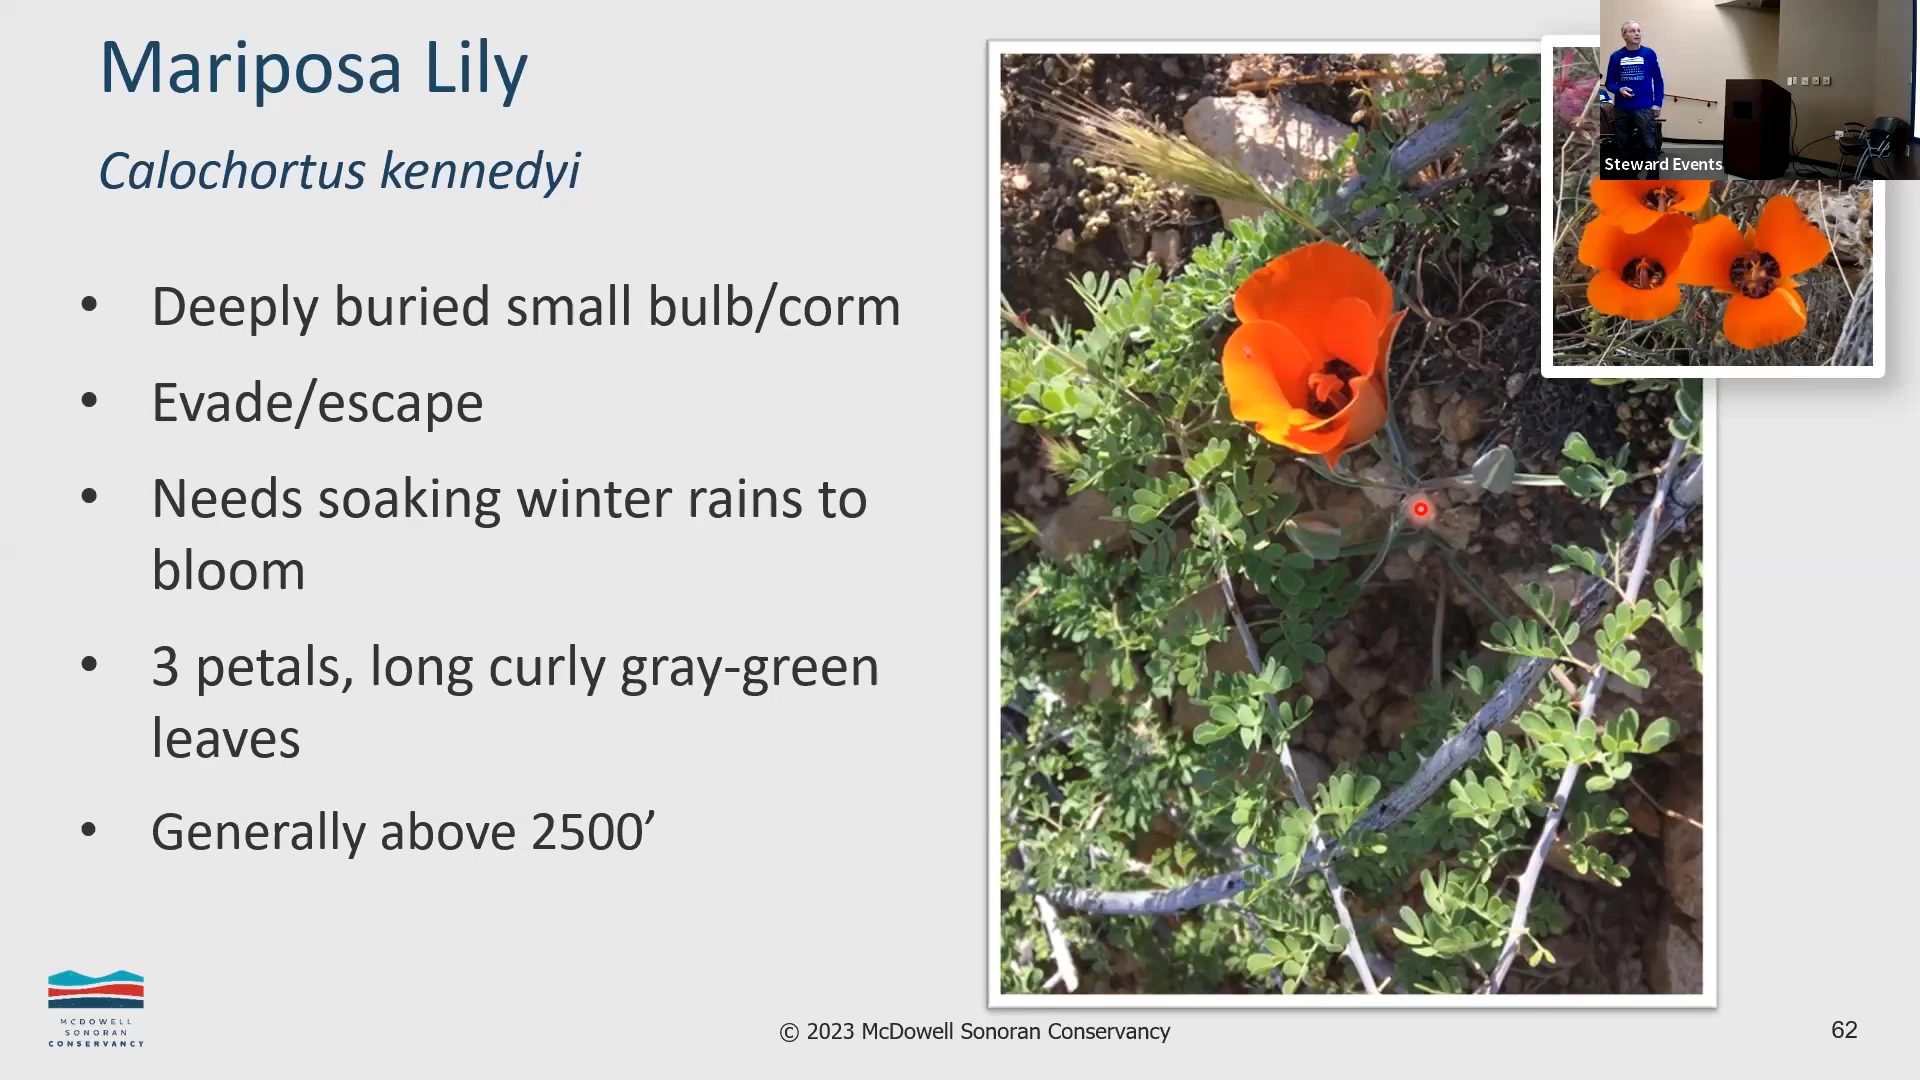 Mariposa Lily
Calochortus kennedyi
• Deeply buried small bulb/corm
• Evade/escape
• Needs soaking winter rains to
bloom
• 3 petals, long curly gray-green
leaves
• Generally above 2500’
STEWARD
Steward Events
MCDOWELL
SONORAN
CONSERVANCY
© 2023 McDowell Sonoran Conservancy
62